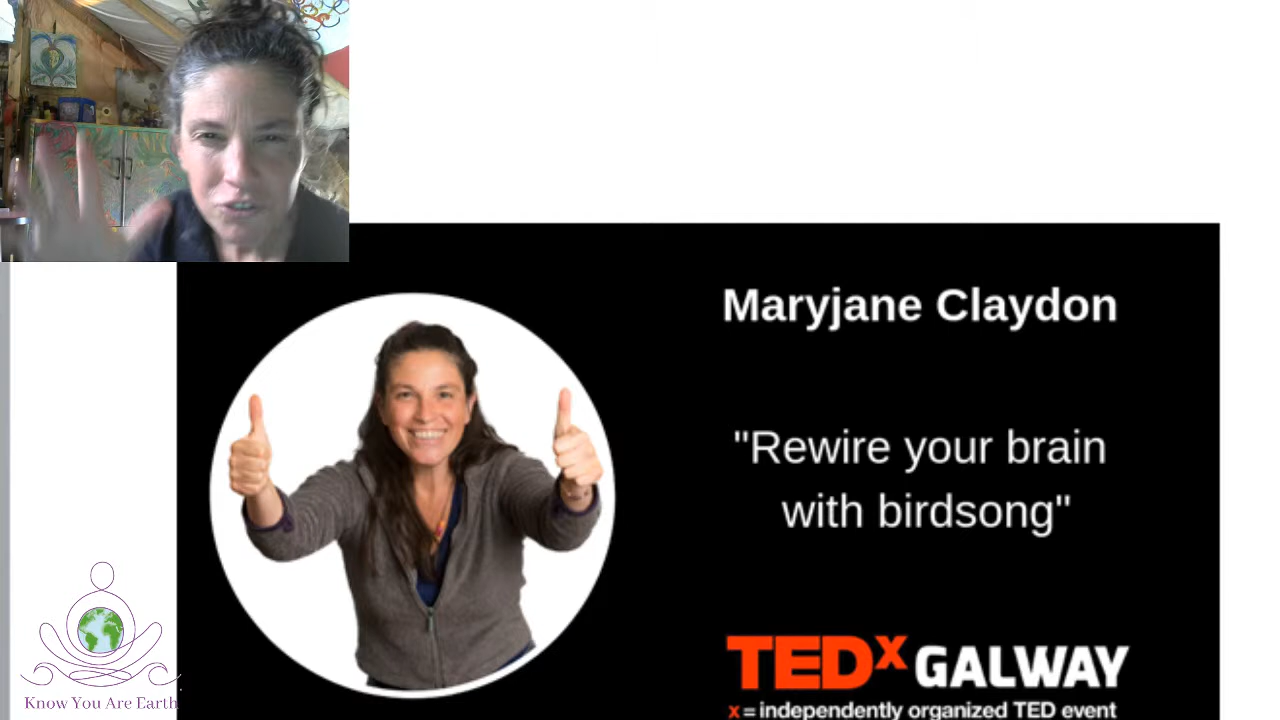 Maryjane Claydon
"Rewire your brain
with birdsong"
TEDx GALWAY
x = independently organized TED event
Know You Are Earth